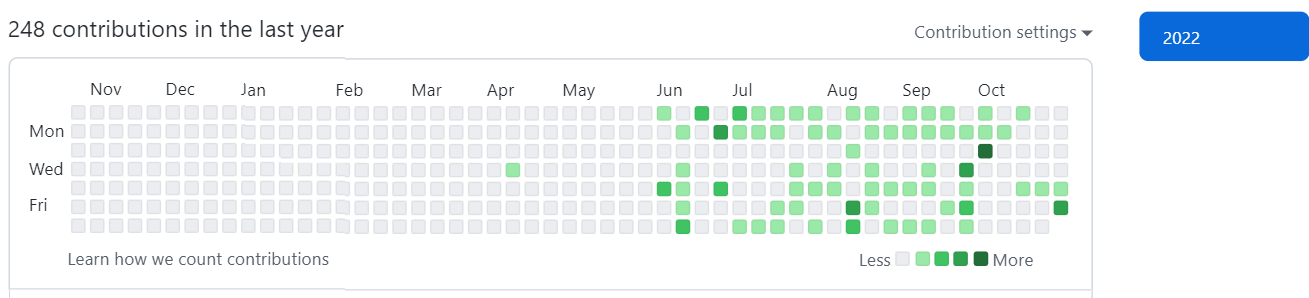 248 contributions in the last year
Contribution settings
2022
Nov Dec Jan Feb Mar Apr May Jun Jul Aug Sep Oct
Mon
Wed
Fri
Learn how we count contributions
Less More